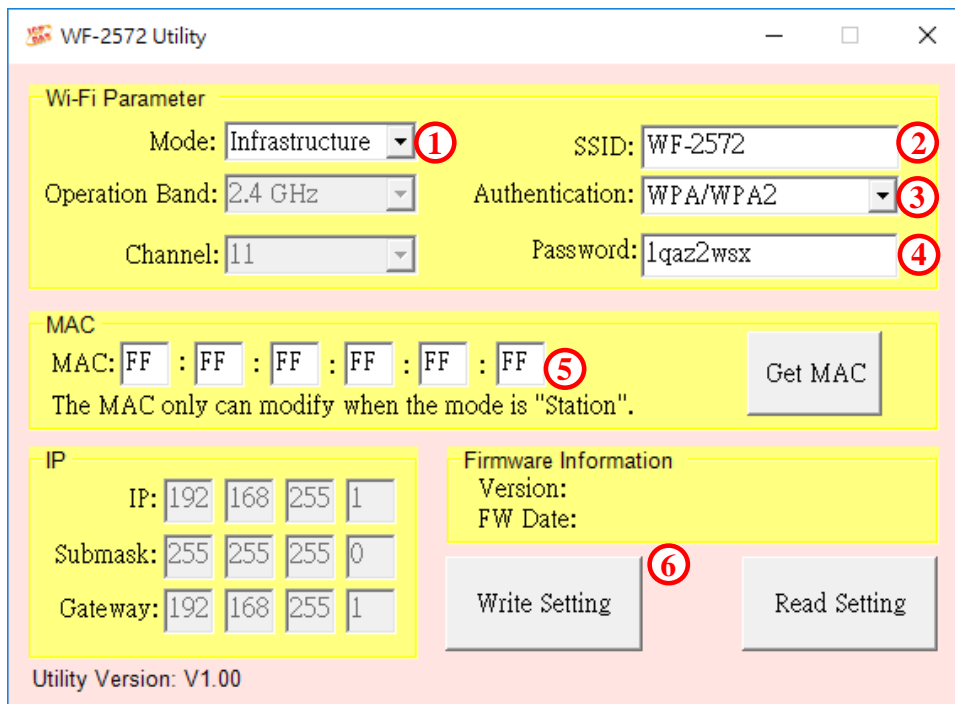 WF-2572 Utility
Wi-Fi Parameter
Mode: Infrastructure 1
SSID: WF-2572 2
Operation Band: 2.4 GHz
Authentication: WPA/WPA2 3
Channel: 11
Password: 1qaz2wsx 4
MAC
MAC: FF : FF : FF : FF : FF : FF 5
Get MAC
The MAC only can modify when the mode is "Station".
IP
IP: 192 168 255 1
Submask: 255 255 255 0
Gateway: 192 168 255 1
Firmware Information
Version:
FW Date:
6
Write Setting
Read Setting
Utility Version: V1.00